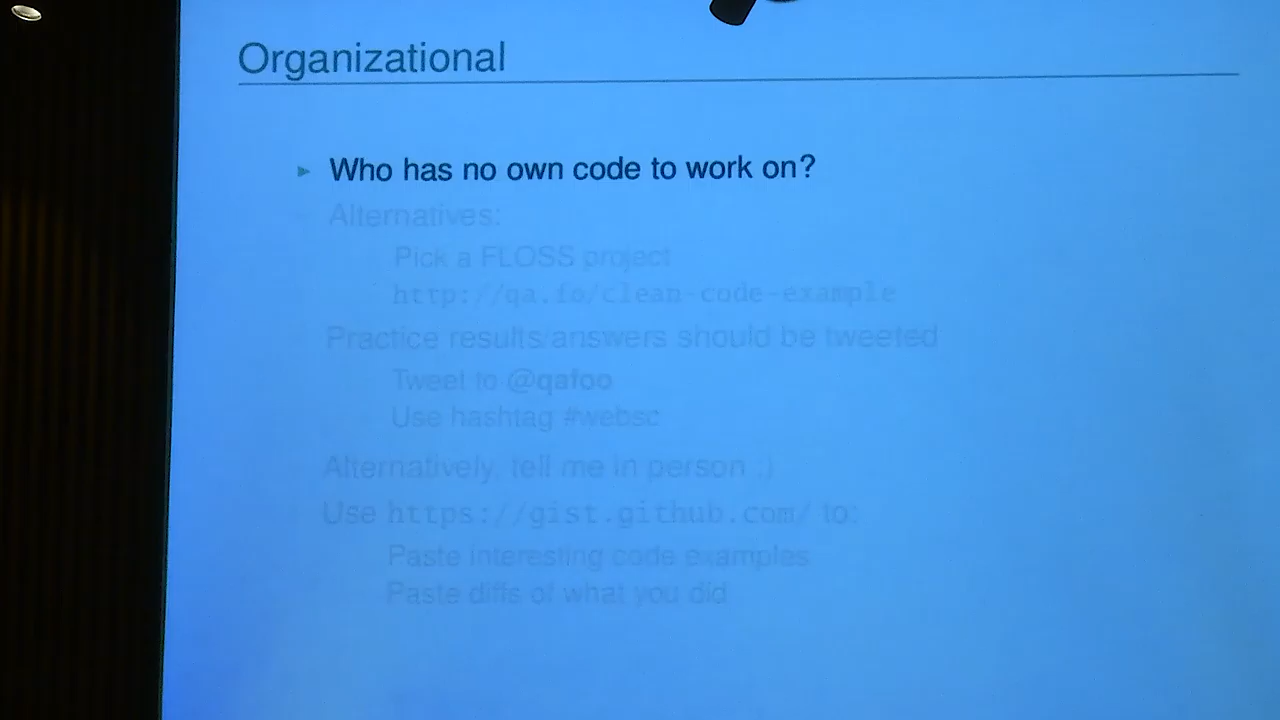 Organizational
Who has no own code to work on?
Alternatives:
Pick a FLOSS project
http://qa.fo/clean-code-example
Practice results/answers should be tweeted
Tweet to @qafoo
Use hashtag #websc
Alternatively, tell me in person :)
Use https://gist.github.com/ to:
Paste interesting code examples
Paste diffs of what you did